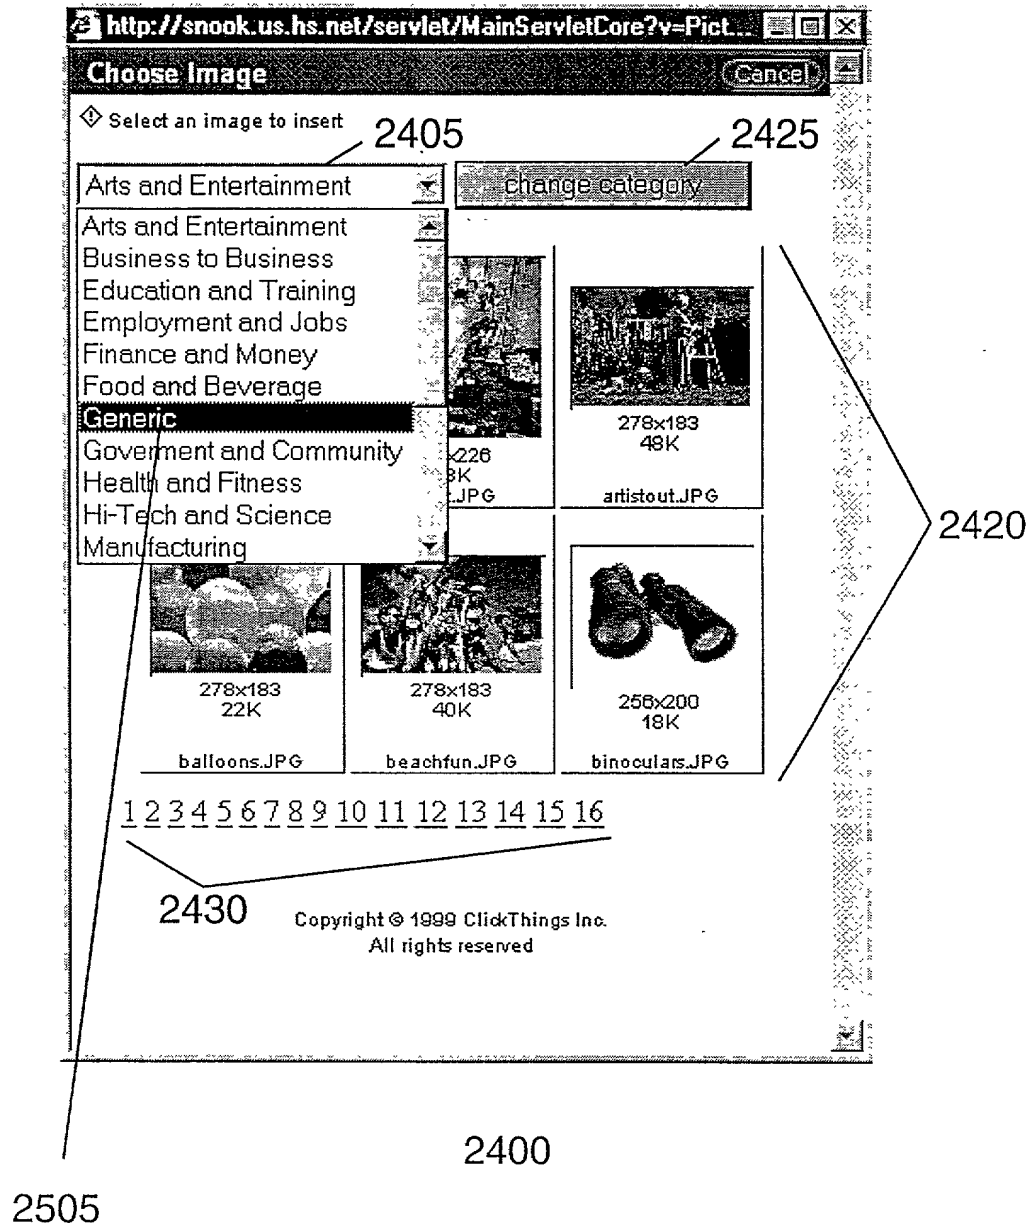 http://snook.us.hs.net/servlet/MainServletCore?v=Pict...
Choose Image
Cancel
Select an image to insert
2405
2425
Arts and Entertainment
change category
Arts and Entertainment
Business to Business
Education and Training
Employment and Jobs
Finance and Money
Food and Beverage
Generic
Goverment and Community
Health and Fitness
Hi-Tech and Science
Manufacturing
x226
3K
.JPG
278x183
48K
artistout.JPG
2420
278x183
22K
balloons.JPG
278x183
40K
beachfun.JPG
256x200
18K
binoculars.JPG
1 2 3 4 5 6 7 8 9 10 11 12 13 14 15 16
2430
Copyright © 1999 ClickThings Inc.
All rights reserved
2400
2505